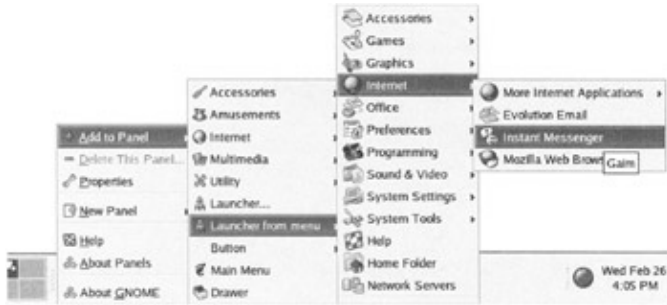 Add to Panel
Delete This Panel...
Properties
New Panel
Help
About Panels
About GNOME
Accessories
Amusements
Internet
Multimedia
Utility
Launcher...
Launcher from menu
Button
Main Menu
Drawer
Accessories
Games
Graphics
Internet
Office
Preferences
Programming
Sound & Video
System Settings
System Tools
Help
Home Folder
Network Servers
More Internet Applications
Evolution Email
Instant Messenger
Mozilla Web Brow
Gaim
Wed Feb 26
4:05 PM